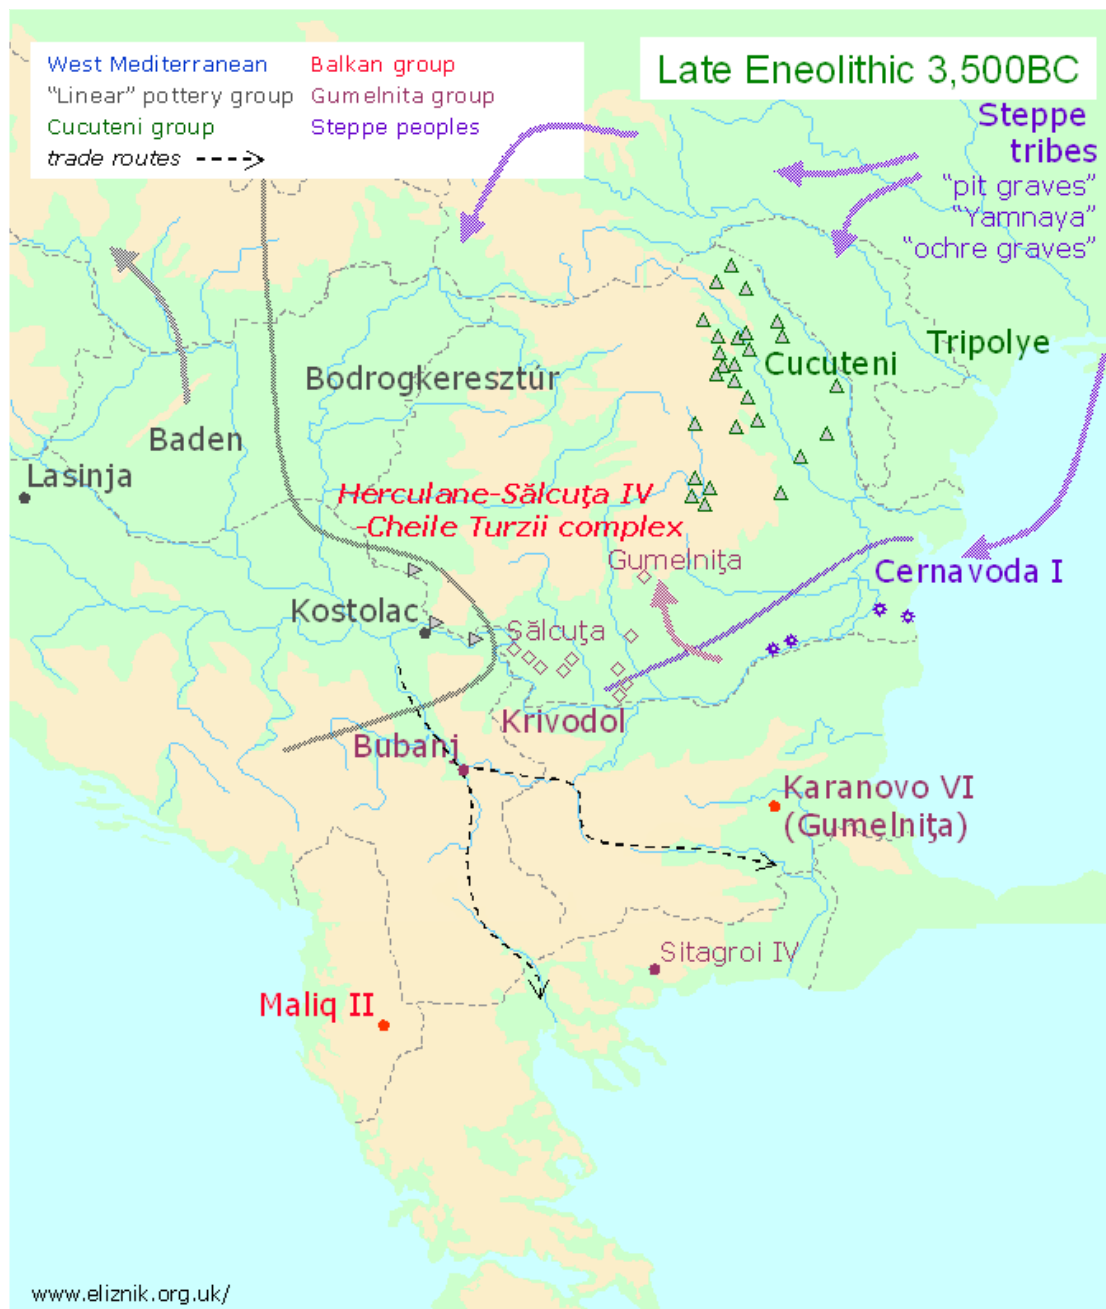 West Mediterranean
Balkan group
"Linear" pottery group
Gumelnita group
Cucuteni group
Steppe peoples
trade routes
Late Eneolithic 3,500BC
Steppe
tribes
"pit graves"
"Yamnaya"
"ochre graves"
Tripolye
Cucuteni
Bodrogkeresztúr
Baden
Lasinja
Herculane-Sălcuţa IV
-Cheile Turzii complex
Gumelniţa
Cernavoda I
Kostolac
Sălcuţa
Krivodol
Bubanj
Karanovo VI
(Gumelniţa)
Sitagroi IV
Maliq II
www.eliznik.org.uk/